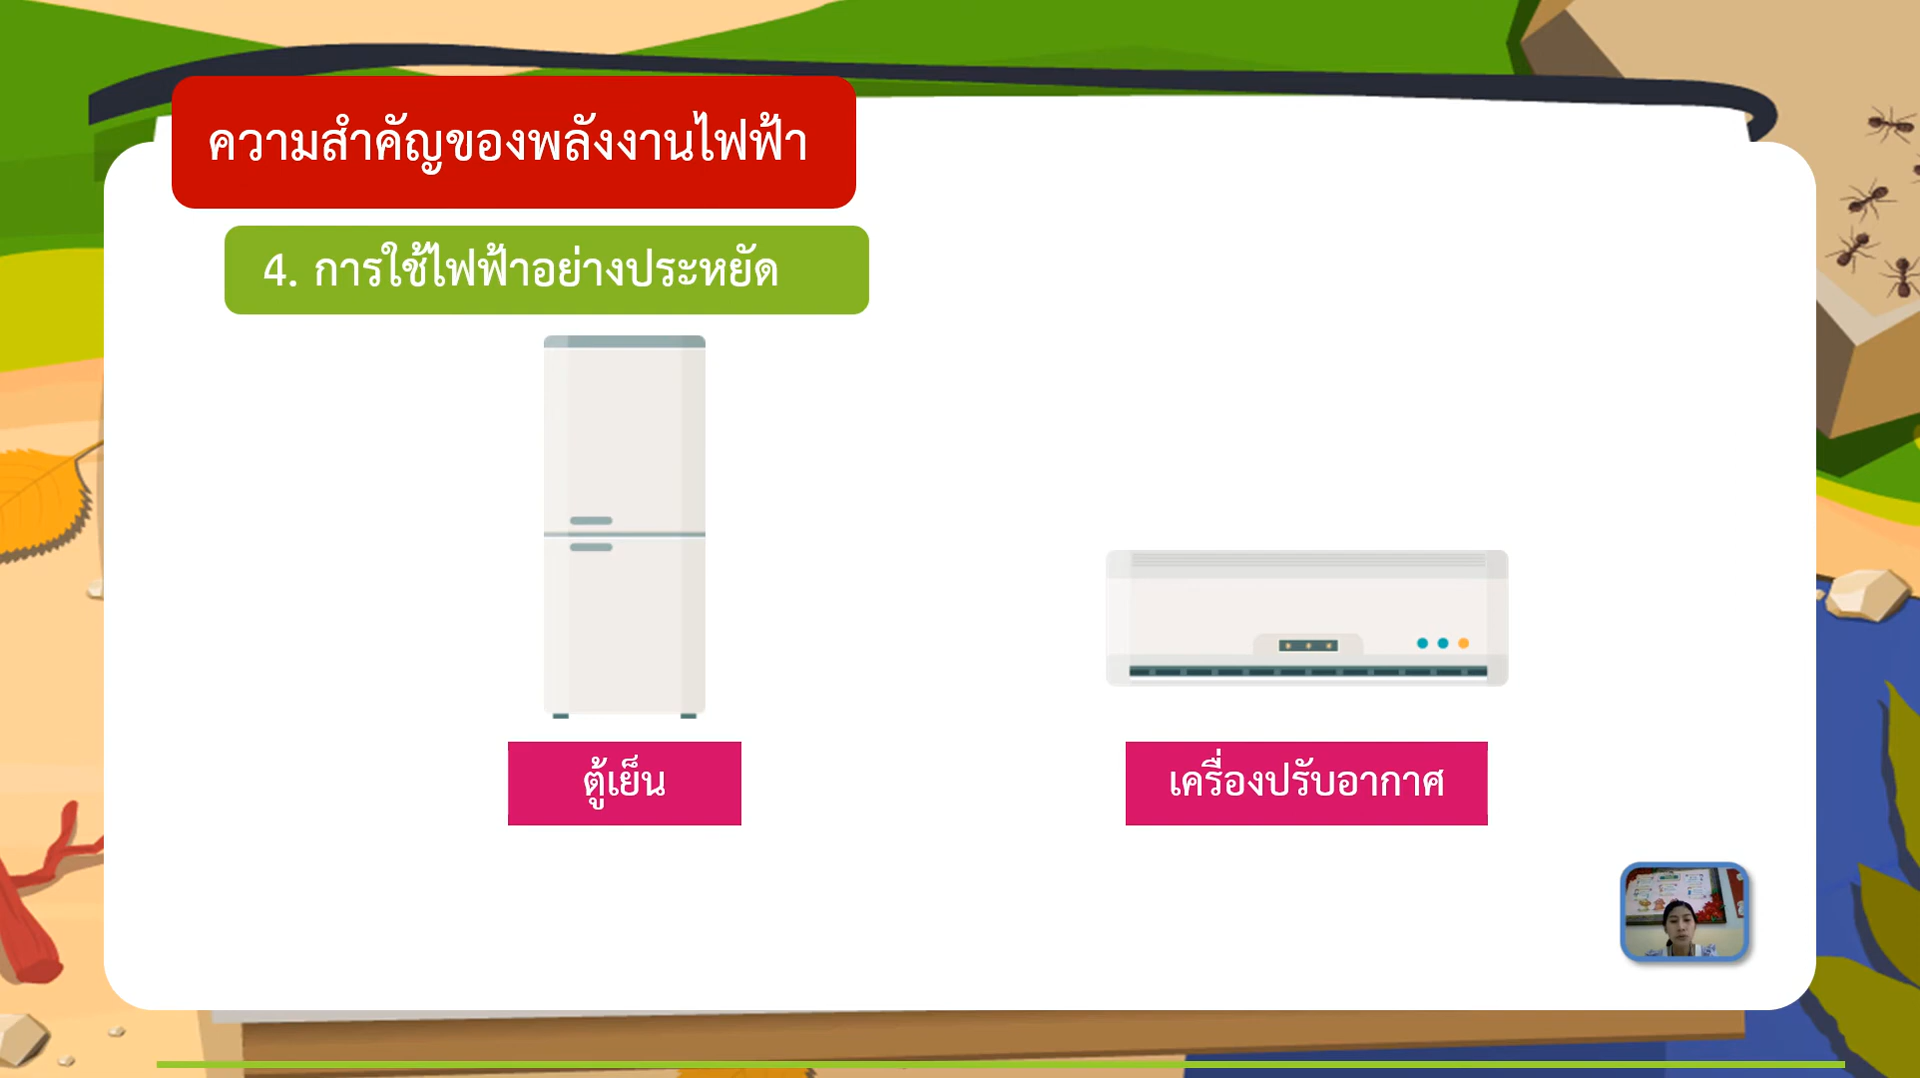 ความสำคัญของพลังงานไฟฟ้า
4. การใช้ไฟฟ้าอย่างประหยัด
ตู้เย็น
เครื่องปรับอากาศ